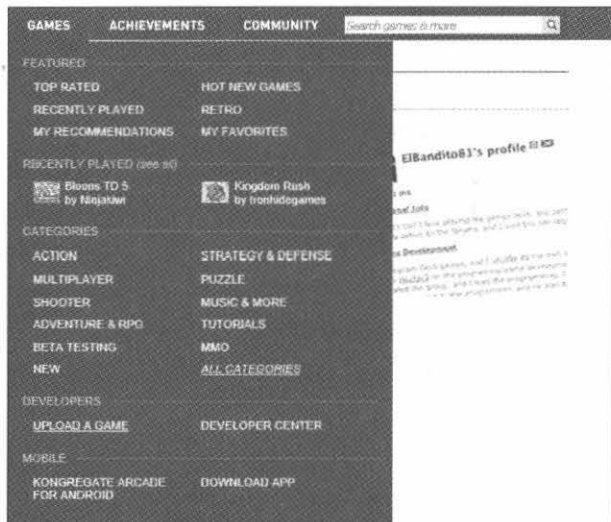 GAMES ACHIEVEMENTS COMMUNITY Search games & more
FEATURED
TOP RATED HOT NEW GAMES
RECENTLY PLAYED RETRO
MY RECOMMENDATIONS MY FAVORITES
RECENTLY PLAYED (see all)
Bloons TD 5
by Ninjakiwi
Kingdom Rush
by Ironhidegames
CATEGORIES
ACTION STRATEGY & DEFENSE
MULTIPLAYER PUZZLE
SHOOTER MUSIC & MORE
ADVENTURE & RPG TUTORIALS
BETA TESTING MMO
NEW ALL CATEGORIES
DEVELOPERS
UPLOAD A GAME DEVELOPER CENTER
MOBILE
KONGREGATE ARCADE
FOR ANDROID
DOWNLOAD APP
ElBandito81's profile
Development